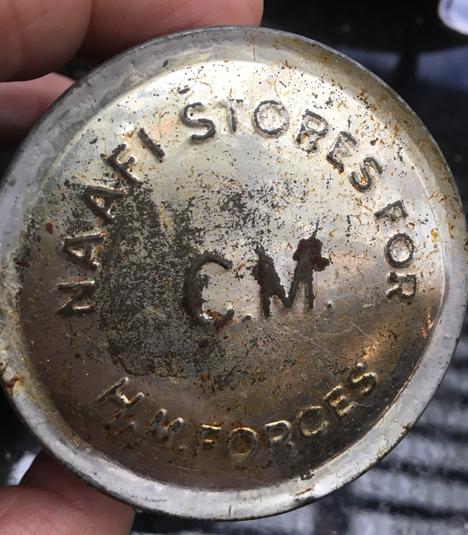 NAAFI STORES FOR
H.M. FORCES
C.M.